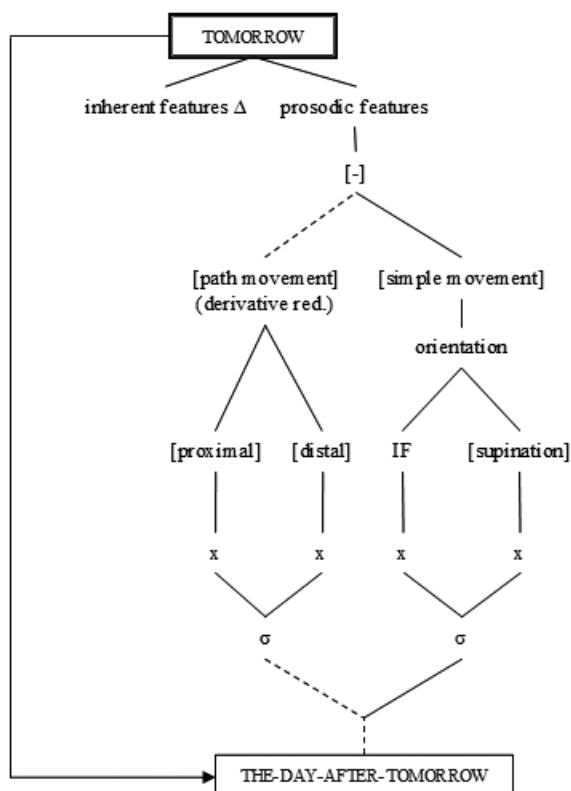 TOMORROW
inherent features Δ prosodic features
[-]
[path movement] [simple movement]
(derivative red.)
orientation
[proximal] [distal] IF [supination]
x x x x
σ σ
THE-DAY-AFTER-TOMORROW